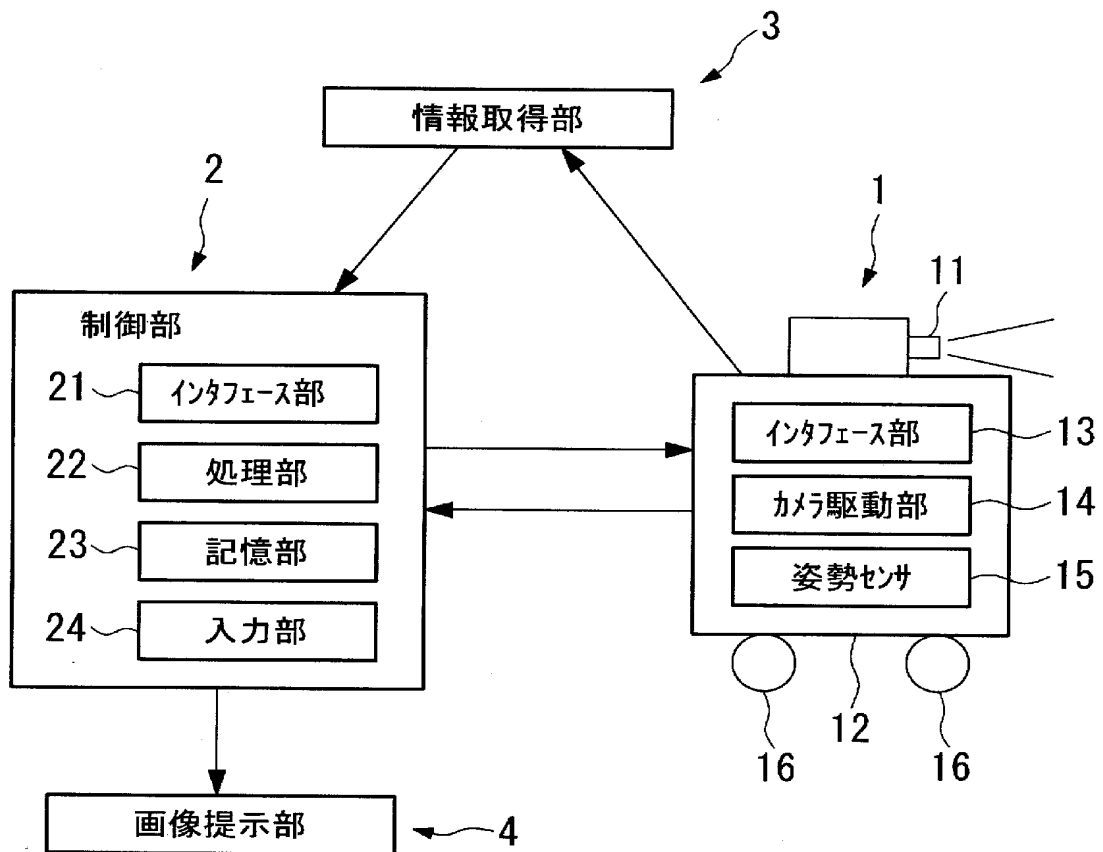 3
情報取得部
2
1
11
制御部
21
ｲﾝﾀﾌｪｰｽ部
22
処理部
23
記憶部
24
入力部
ｲﾝﾀﾌｪｰｽ部
13
ｶﾒﾗ駆動部
14
姿勢ｾﾝｻ
15
16
12
16
画像提示部
4